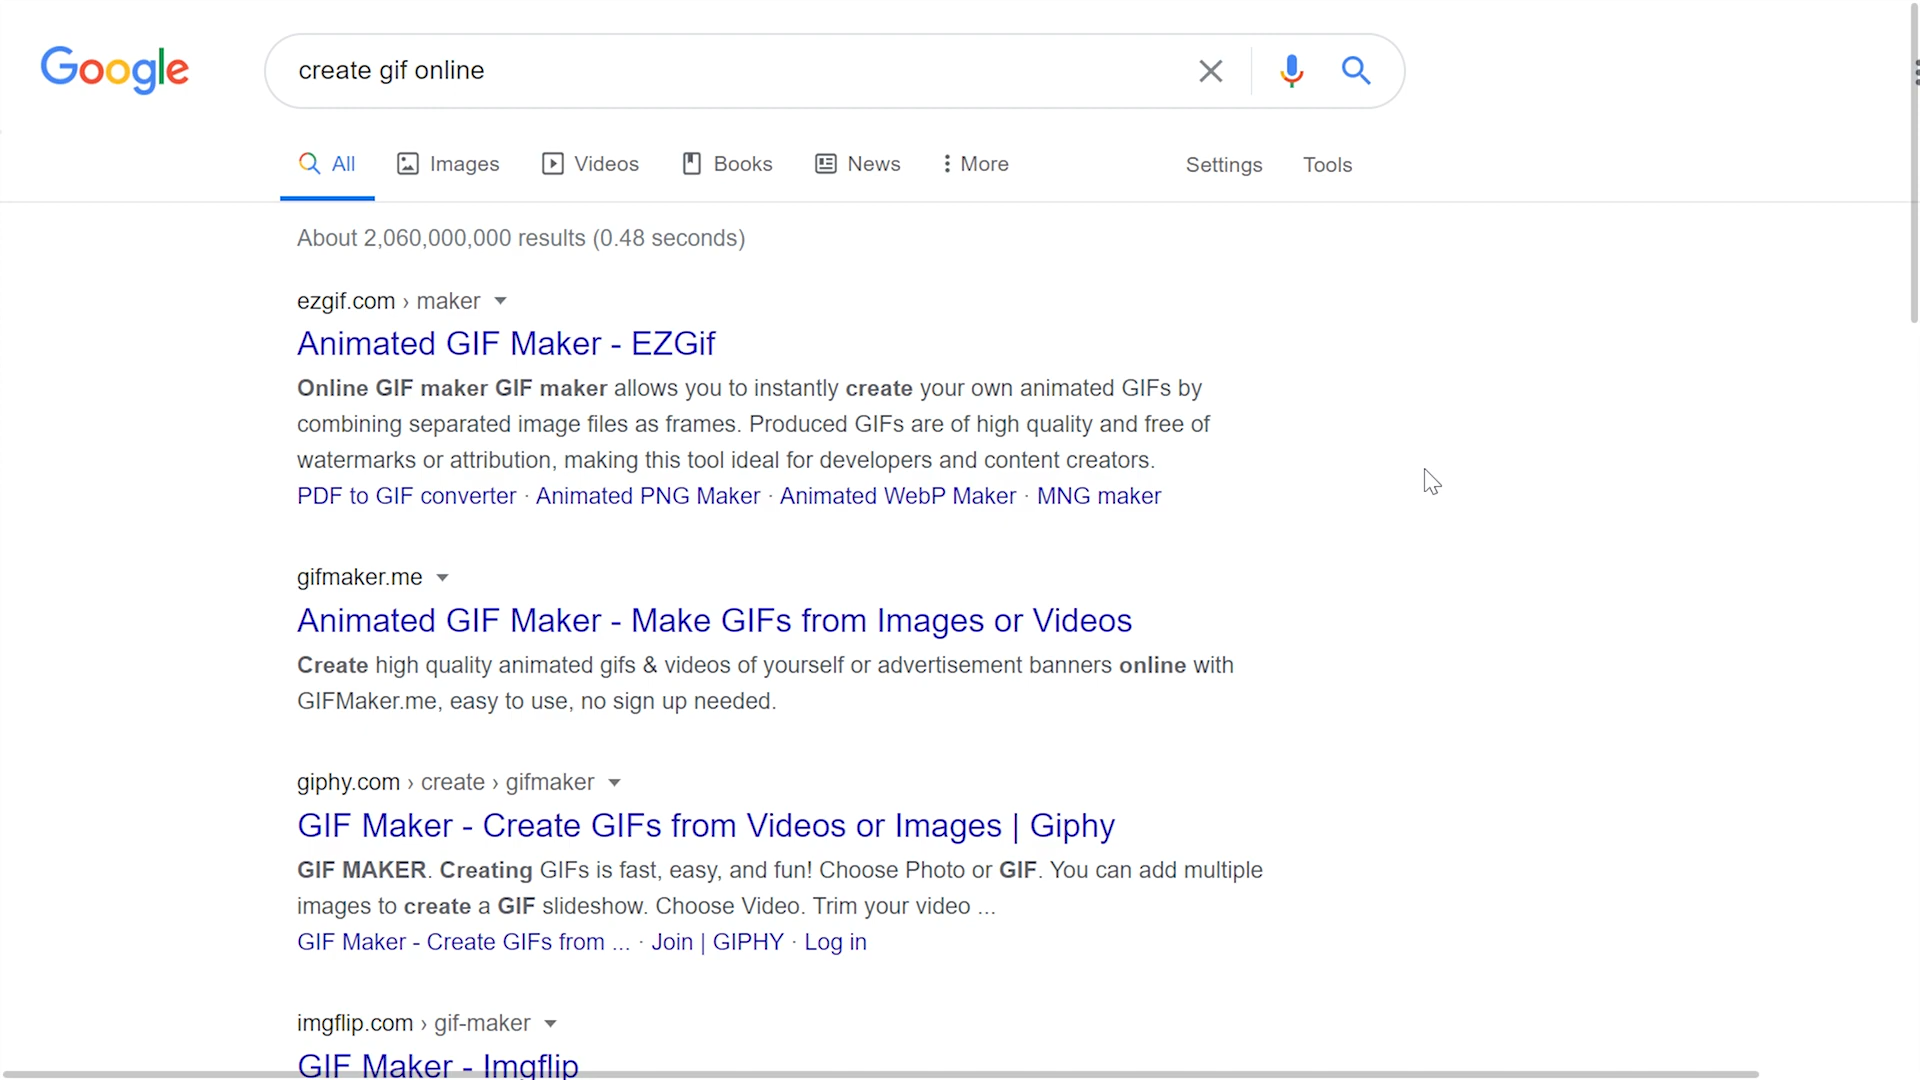 Google
create gif online
All Images Videos Books News More Settings Tools
About 2,060,000,000 results (0.48 seconds)
ezgif.com › maker
Animated GIF Maker - EZGif
Online GIF maker GIF maker allows you to instantly create your own animated GIFs by
combining separated image files as frames. Produced GIFs are of high quality and free of
watermarks or attribution, making this tool ideal for developers and content creators.
PDF to GIF converter · Animated PNG Maker · Animated WebP Maker · MNG maker
gifmaker.me
Animated GIF Maker - Make GIFs from Images or Videos
Create high quality animated gifs & videos of yourself or advertisement banners online with
GIFMaker.me, easy to use, no sign up needed.
giphy.com › create › gifmaker
GIF Maker - Create GIFs from Videos or Images | Giphy
GIF MAKER. Creating GIFs is fast, easy, and fun! Choose Photo or GIF. You can add multiple
images to create a GIF slideshow. Choose Video. Trim your video ...
GIF Maker - Create GIFs from ... · Join | GIPHY · Log in
imgflip.com › gif-maker
GIF Maker - Imgflip